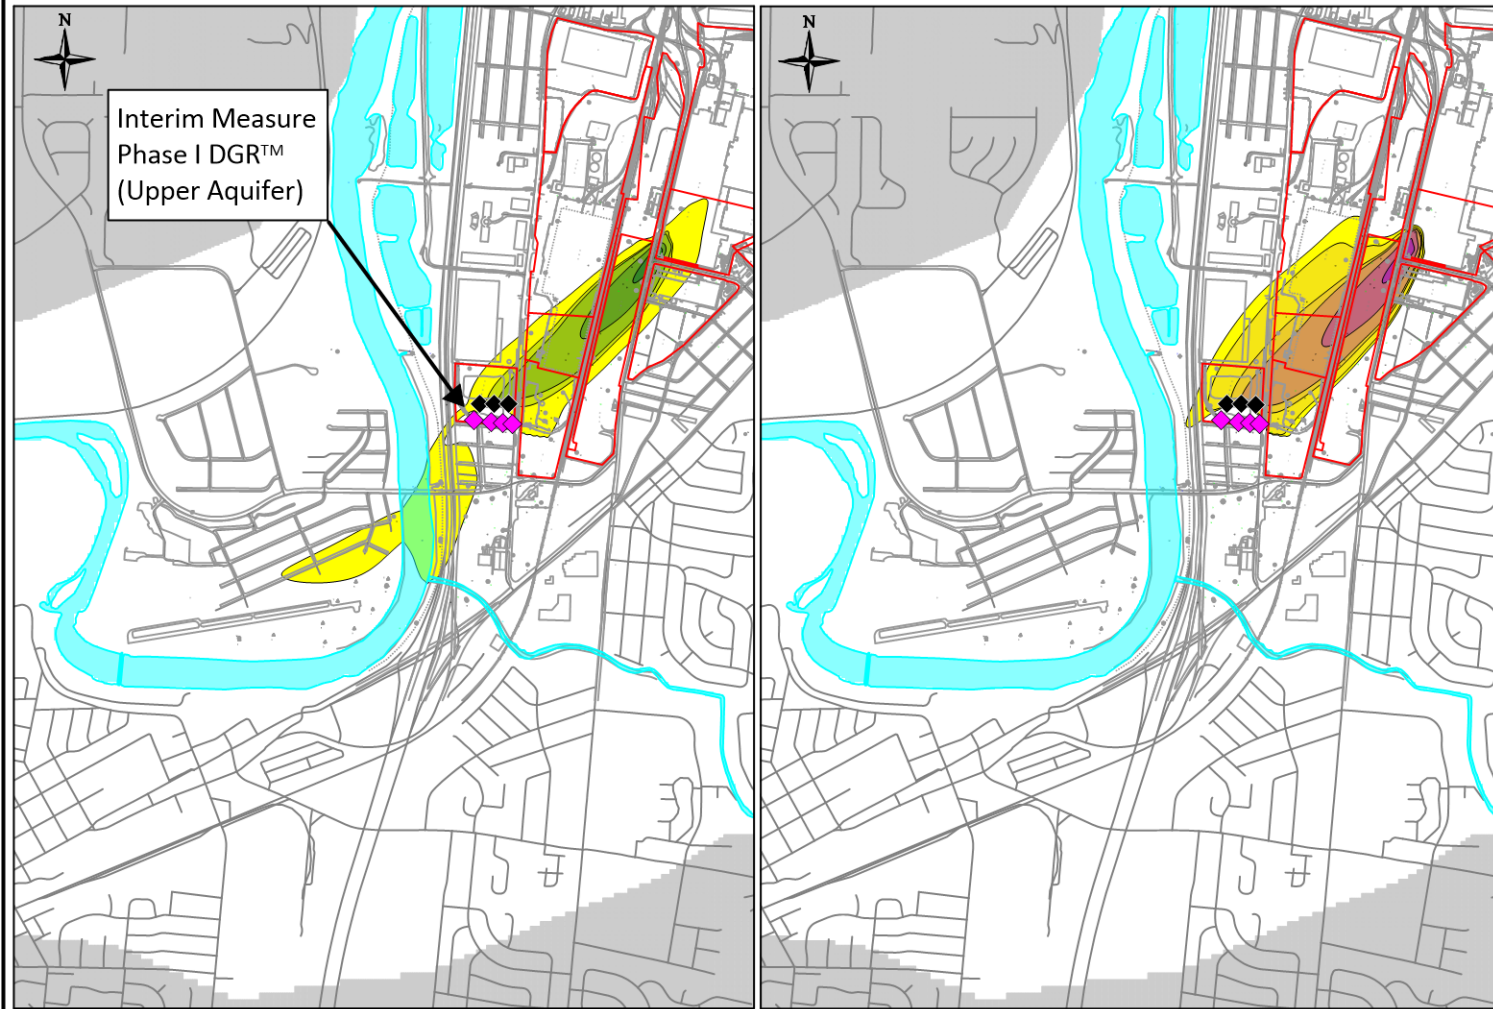 N
N
Interim Measure
Phase I DGR™
(Upper Aquifer)